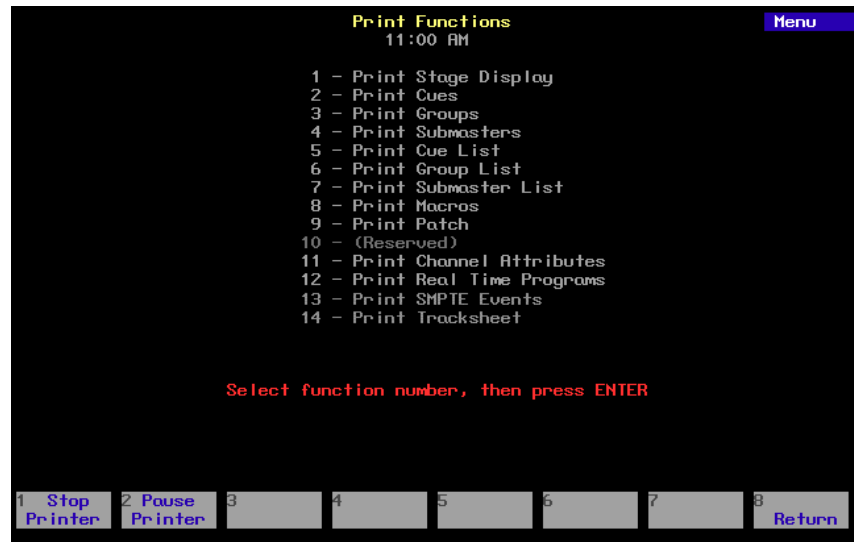 Print Functions
Menu
11:00 AM
1 - Print Stage Display
2 - Print Cues
3 - Print Groups
4 - Print Submasters
5 - Print Cue List
6 - Print Group List
7 - Print Submaster List
8 - Print Macros
9 - Print Patch
10 - (Reserved)
11 - Print Channel Attributes
12 - Print Real Time Programs
13 - Print SMPTE Events
14 - Print Tracksheet
Select function number, then press ENTER
1 Stop Printer
2 Pause Printer
3
4
5
6
7
8 Return